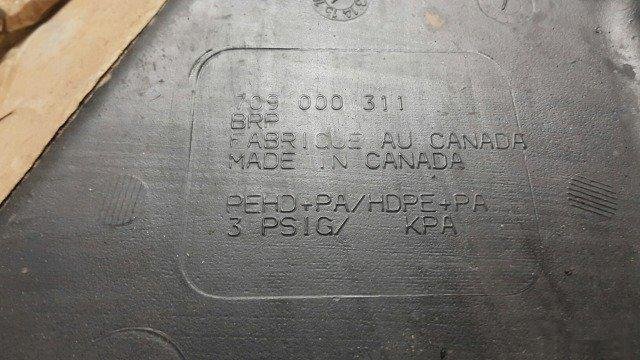 709 000 311
BRP
FABRIQUE AU CANADA
MADE IN CANADA
PEHD+PA/HDPE+PA
3 PSIG/ KPA